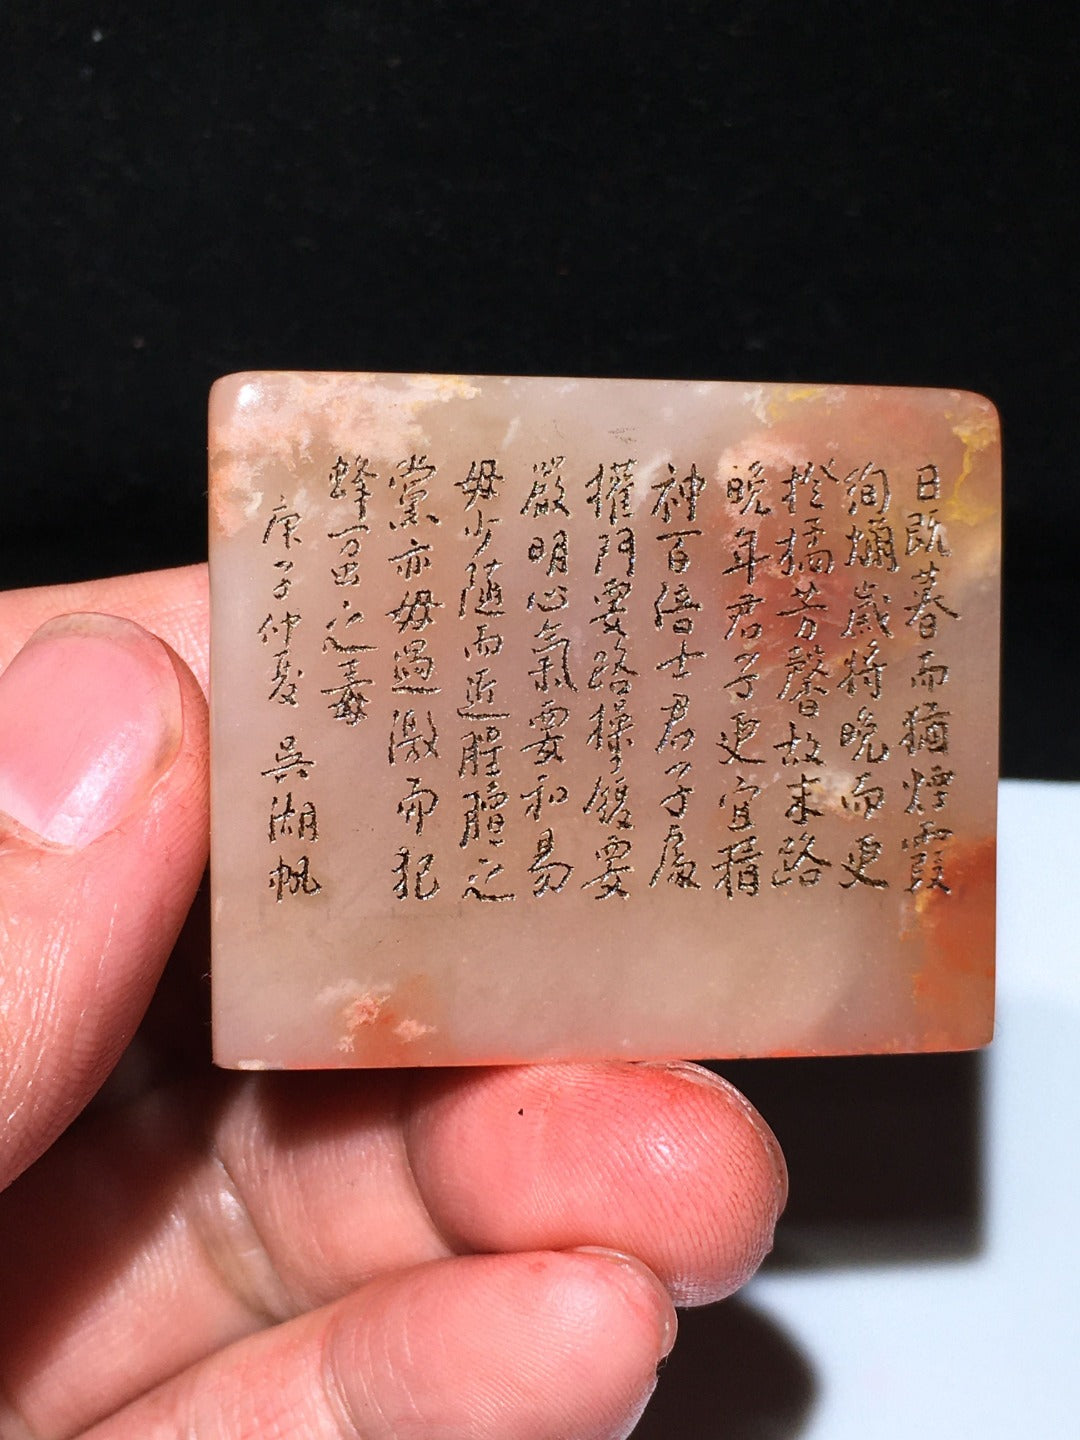 日既暮而猶煙霞
絢爛歲將晚而更
橙橘芳馨故末路
晚年君子更宜精
神百倍士君子處
權門要路操履要
嚴明心氣要和易
毋少隨而近腥膻之
黨亦毋過激而犯
蜂蠆之毒
庚子仲夏 吳湖帆